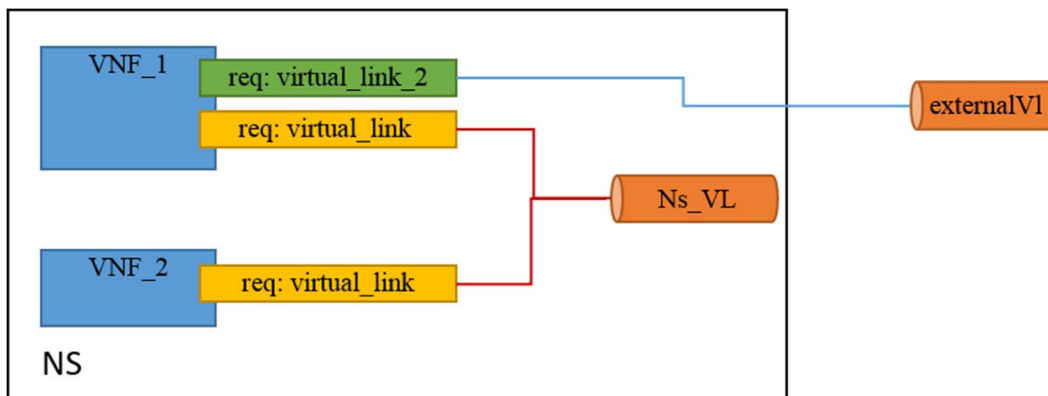 VNF_1
req: virtual_link_2
externalVl
req: virtual_link
Ns_VL
VNF_2
req: virtual_link
NS